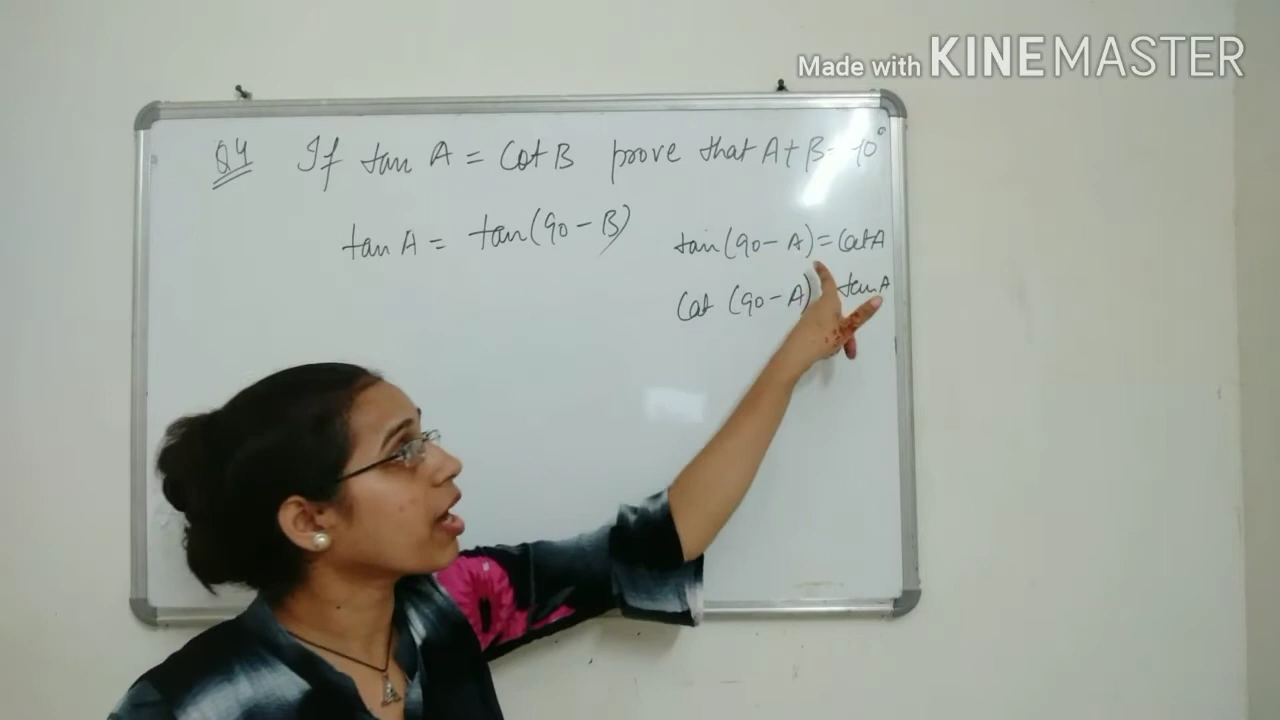 Made with KINEMASTER
Q4 If tan A = Cot B prove that A + B = 90°
tan A = tan(90 - B)
tan(90 - A) = Cot A
Cot (90 - A) tan A